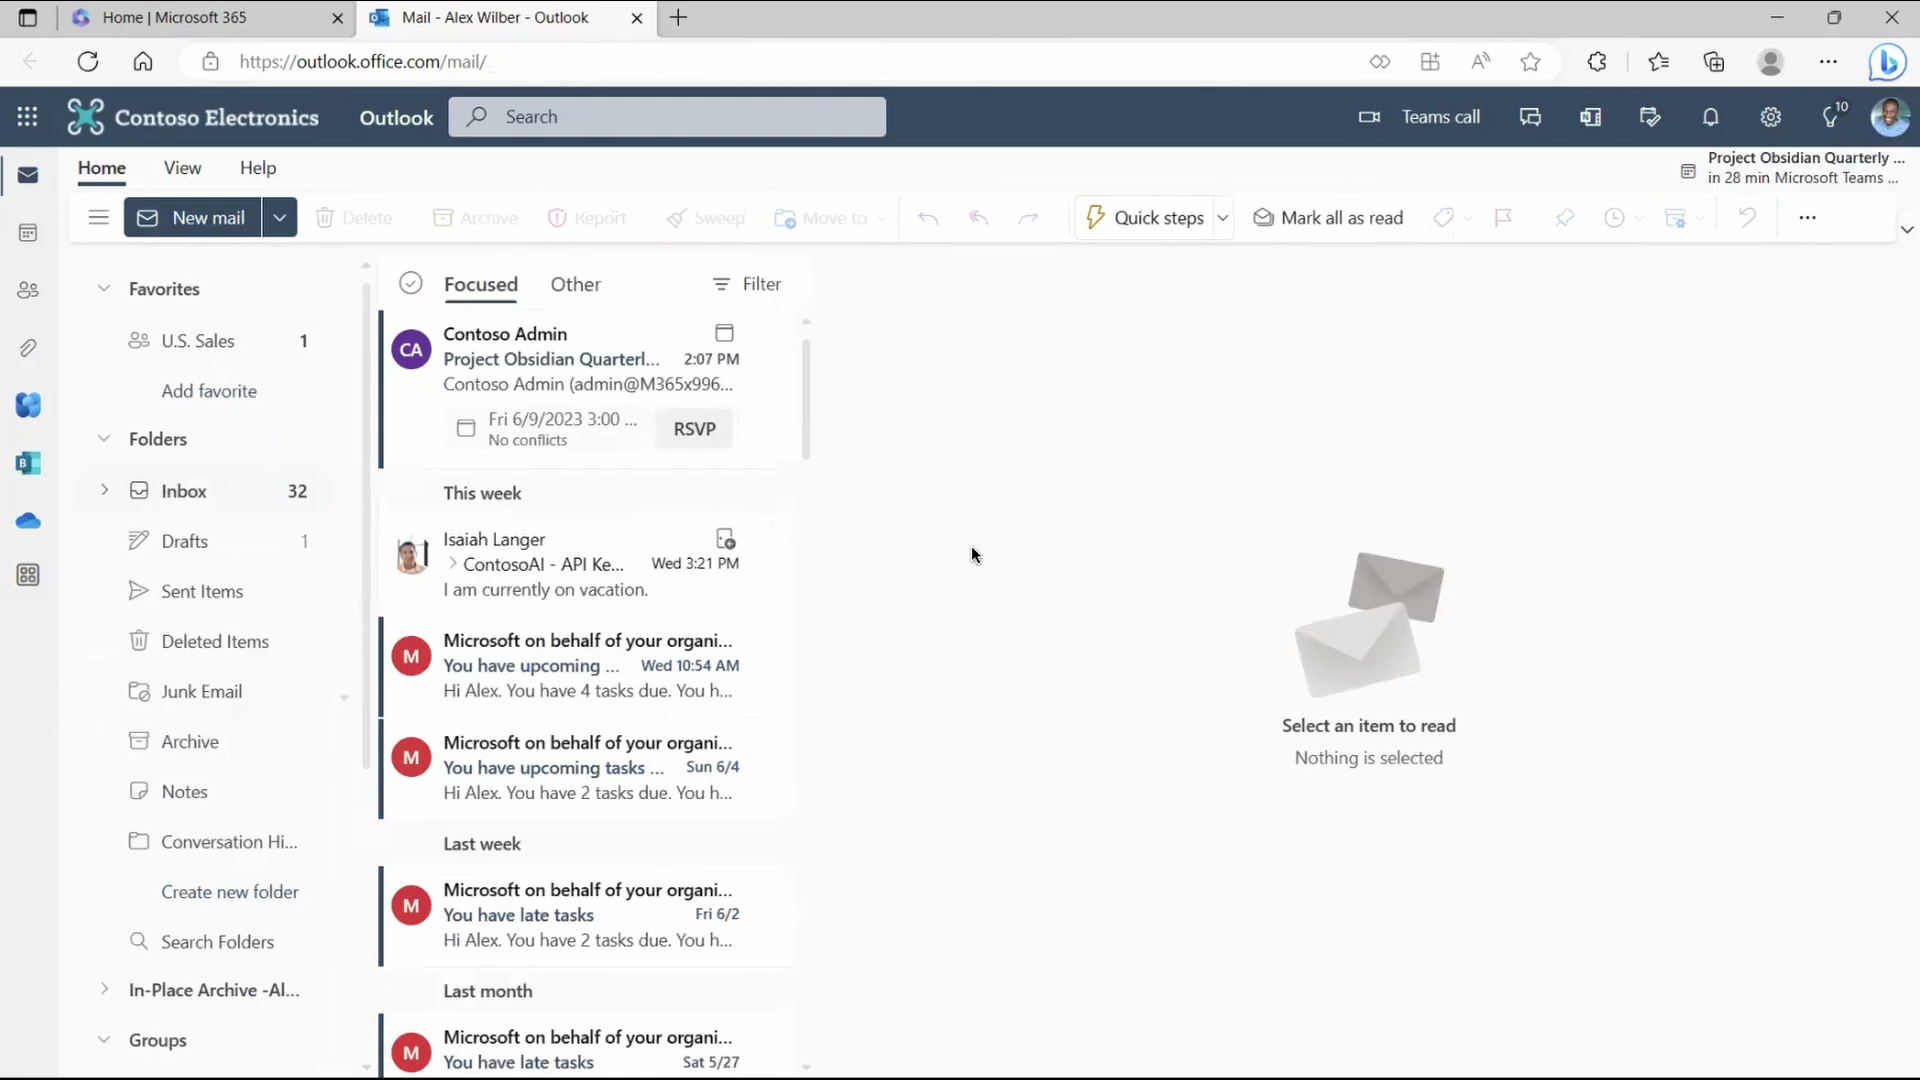 Home | Microsoft 365
Mail - Alex Wilber - Outlook
https://outlook.office.com/mail/
Contoso Electronics
Outlook
Search
Teams call
10
Home
View
Help
Project Obsidian Quarterly ...
in 28 min Microsoft Teams ...
New mail
Delete
Archive
Report
Sweep
Move to
Quick steps
Mark all as read
Favorites
U.S. Sales 1
Add favorite
Folders
Inbox 32
Drafts 1
Sent Items
Deleted Items
Junk Email
Archive
Notes
Conversation Hi...
Create new folder
Search Folders
In-Place Archive -Al...
Groups
Focused
Other
Filter
CA
Contoso Admin
Project Obsidian Quarterl... 2:07 PM
Contoso Admin (admin@M365x996...
Fri 6/9/2023 3:00 ...
No conflicts
RSVP
This week
Isaiah Langer
ContosoAI - API Ke... Wed 3:21 PM
I am currently on vacation.
M
Microsoft on behalf of your organi...
You have upcoming ... Wed 10:54 AM
Hi Alex. You have 4 tasks due. You h...
M
Microsoft on behalf of your organi...
You have upcoming tasks ... Sun 6/4
Hi Alex. You have 2 tasks due. You h...
Last week
M
Microsoft on behalf of your organi...
You have late tasks Fri 6/2
Hi Alex. You have 2 tasks due. You h...
Last month
M
Microsoft on behalf of your organi...
You have late tasks Sat 5/27
Select an item to read
Nothing is selected